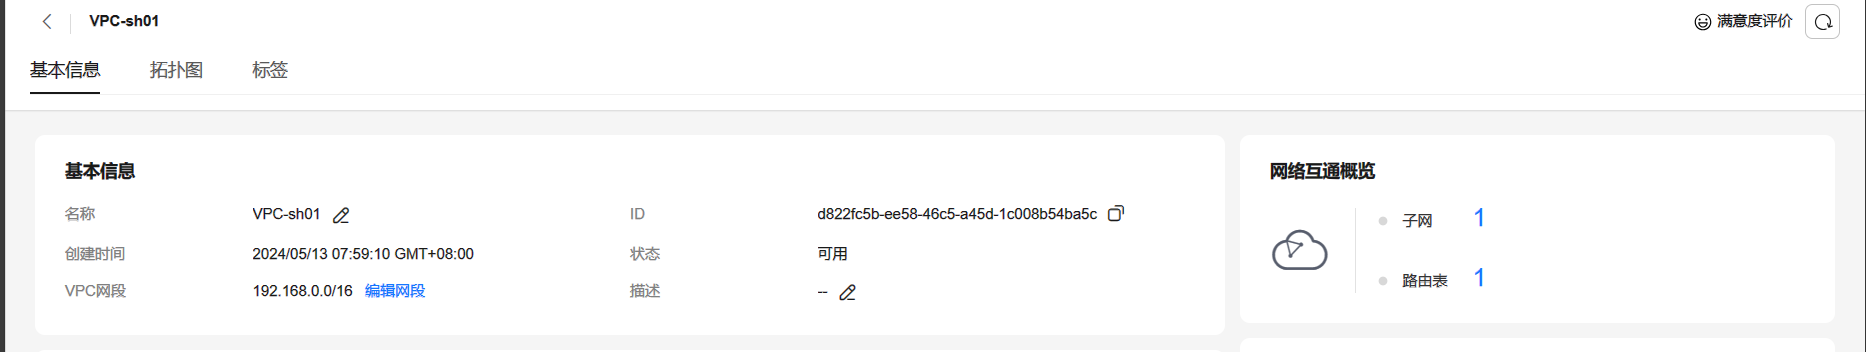 VPC-sh01
满意度评价
基本信息 拓扑图 标签
基本信息
名称 VPC-sh01 ID d822fc5b-ee58-46c5-a45d-1c008b54ba5c
创建时间 2024/05/13 07:59:10 GMT+08:00 状态 可用
VPC网段 192.168.0.0/16 编辑网段 描述 --
网络互通概览
子网 1
路由表 1